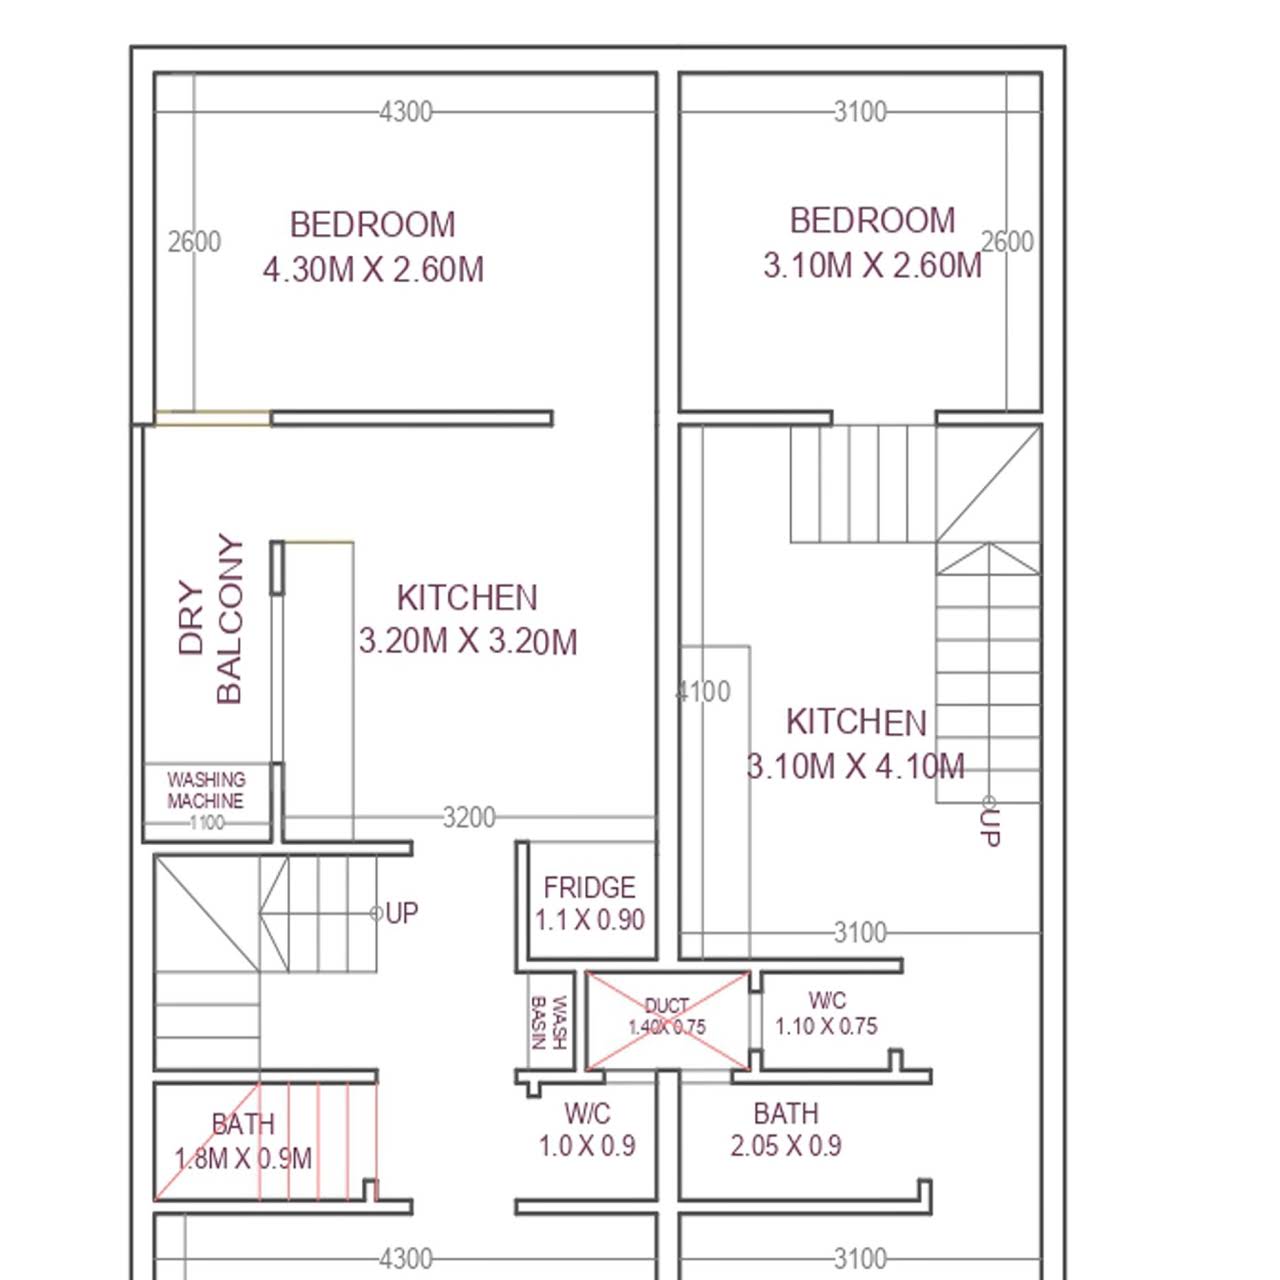 4300
3100
BEDROOM
4.30M X 2.60M
2600
BEDROOM
3.10M X 2.60M
2600
DRY
BALCONY
KITCHEN
3.20M X 3.20M
4100
KITCHEN
3.10M X 4.10M
WASHING
MACHINE
1100
3200
UP
UP
FRIDGE
1.1 X 0.90
3100
WASH
BASIN
DUCT
1.40X 0.75
W/C
1.10 X 0.75
BATH
1.8M X 0.9M
W/C
1.0 X 0.9
BATH
2.05 X 0.9
4300
3100